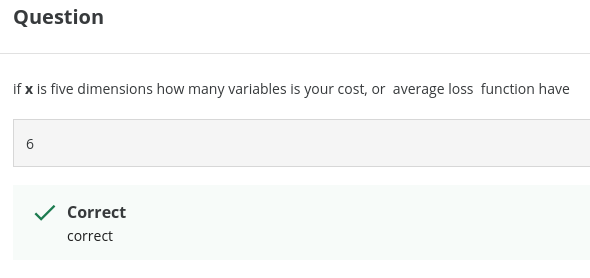 Question
if x is five dimensions how many variables is your cost, or average loss function have
6
Correct
correct